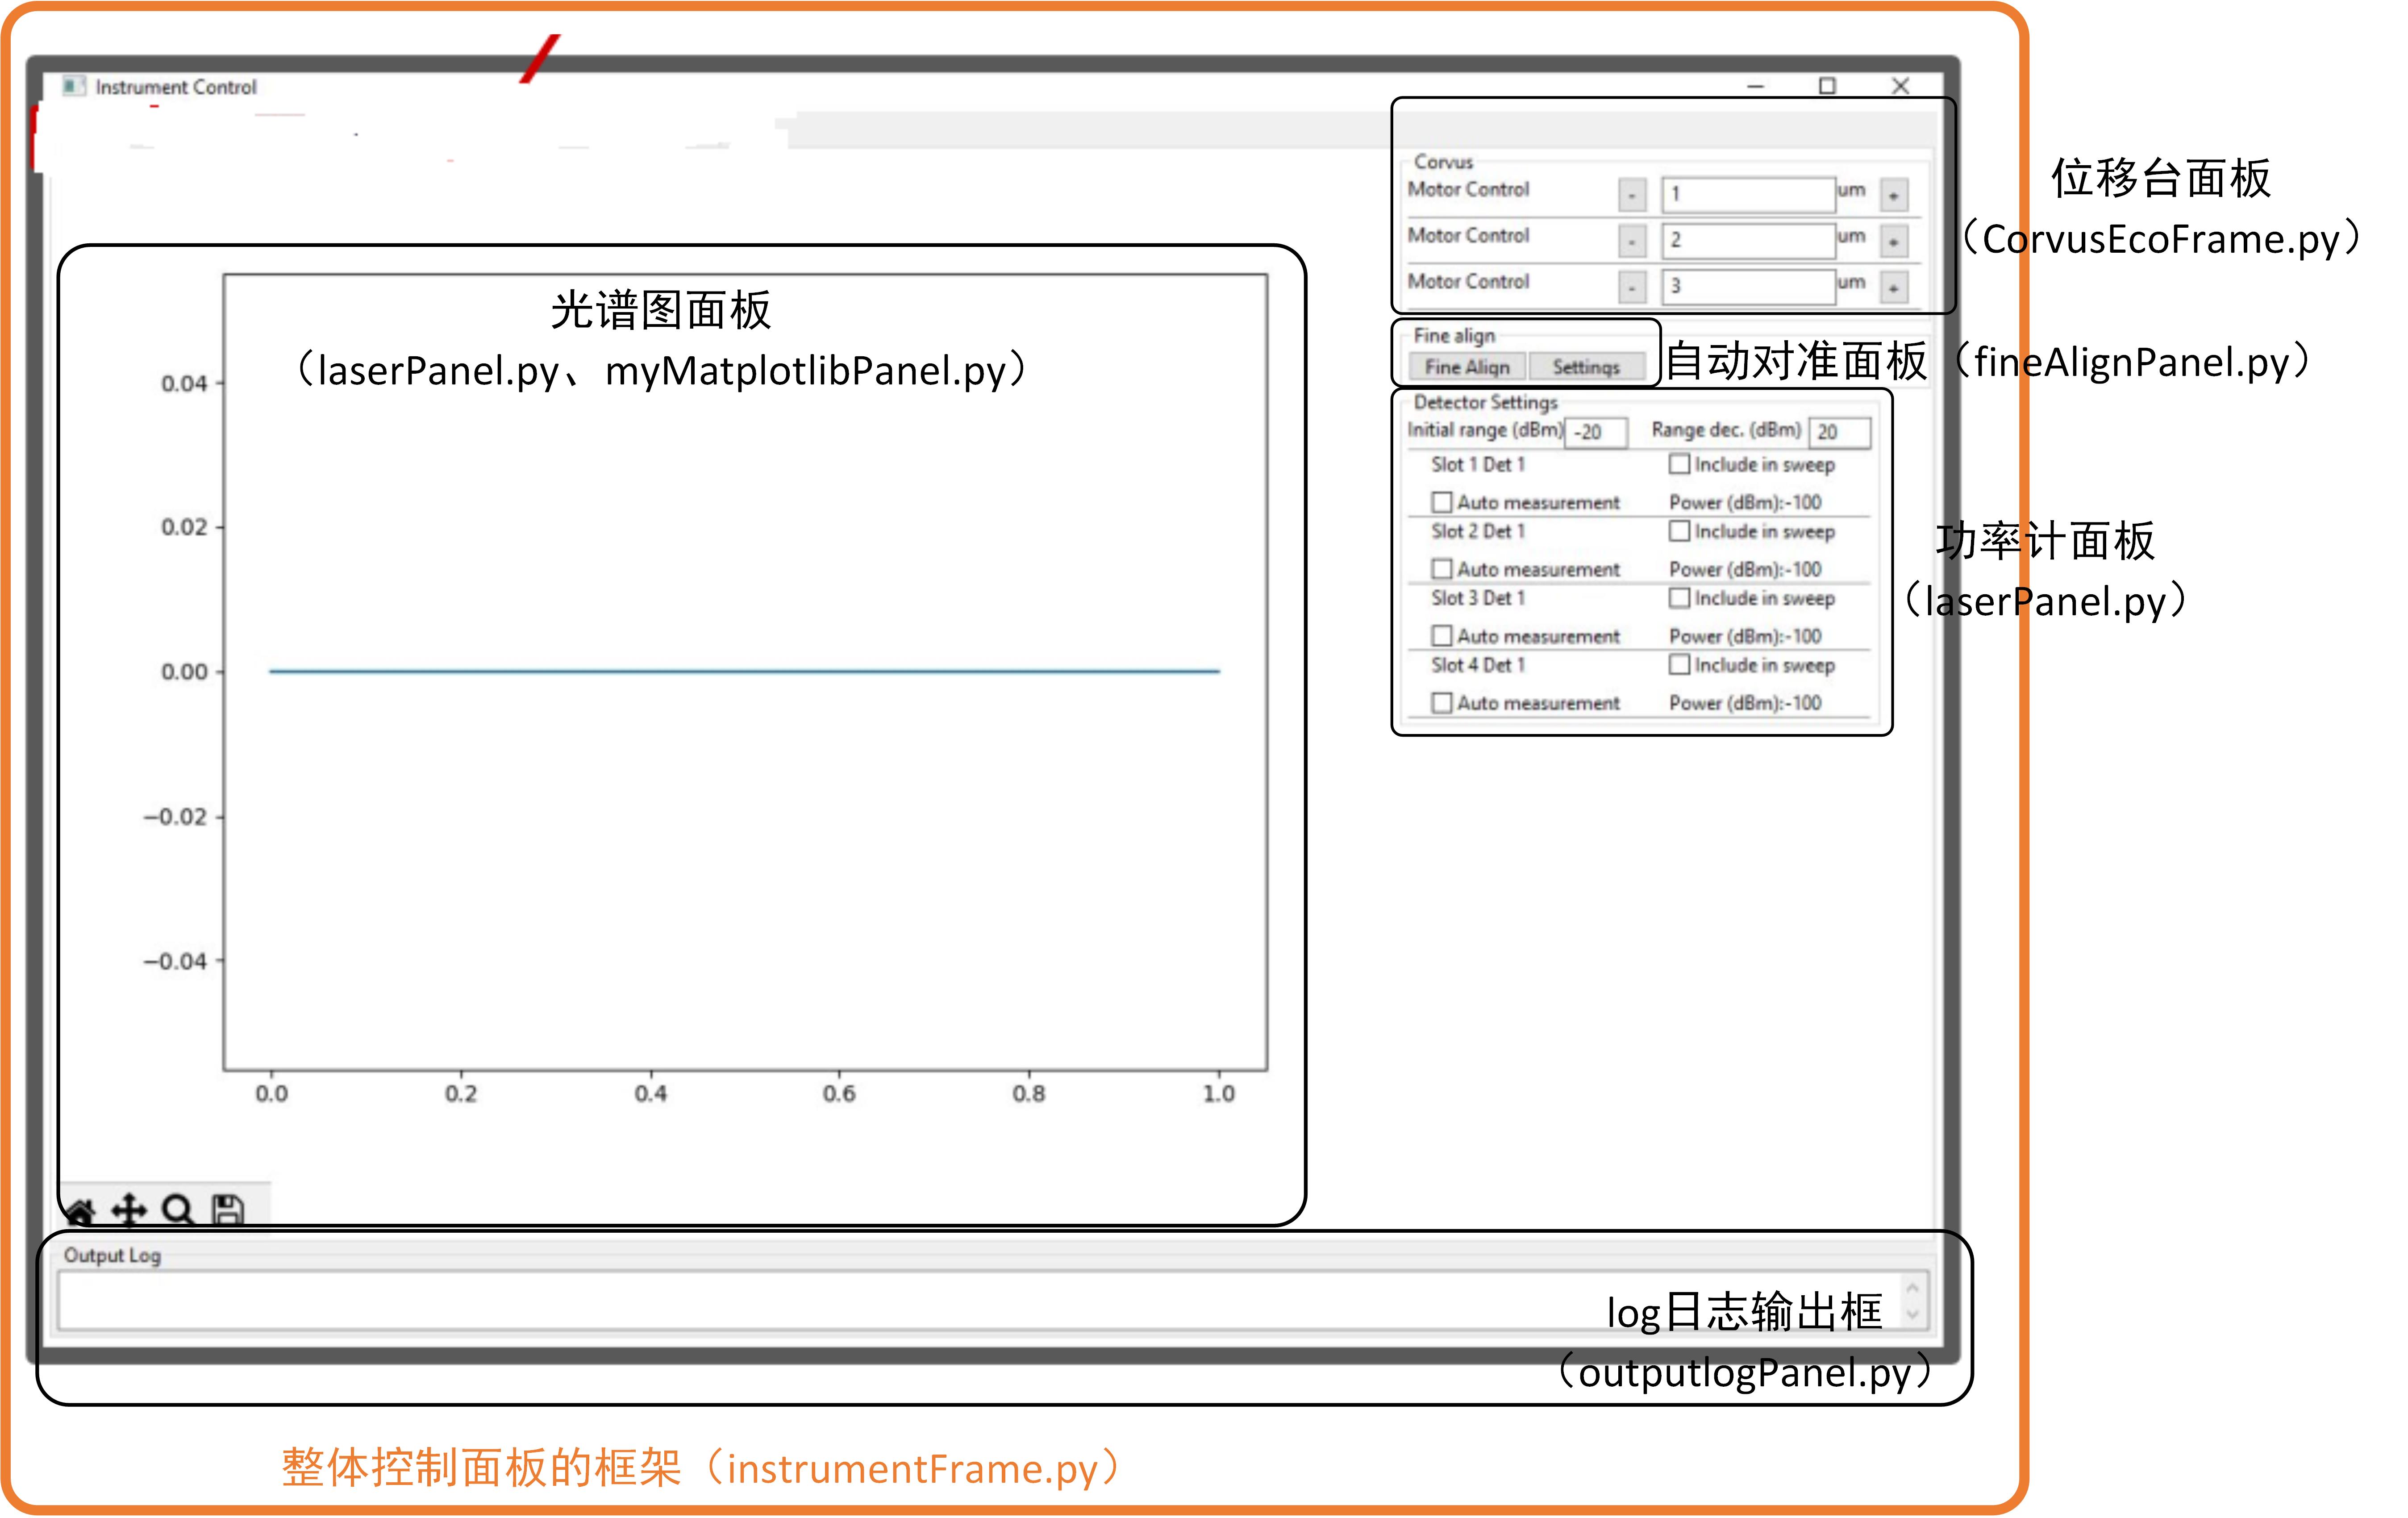 Instrument Control
Corvus
Motor Control - 1 um +
Motor Control - 2 um +
Motor Control - 3 um +
位移台面板
（CorvusEcoFrame.py）
Fine align
Fine Align Settings
自动对准面板（fineAlignPanel.py）
Detector Settings
Initial range (dBm) -20 Range dec. (dBm) 20
Slot 1 Det 1 Include in sweep
Auto measurement Power (dBm):-100
Slot 2 Det 1 Include in sweep
Auto measurement Power (dBm):-100
Slot 3 Det 1 Include in sweep
Auto measurement Power (dBm):-100
Slot 4 Det 1 Include in sweep
Auto measurement Power (dBm):-100
功率计面板
（laserPanel.py）
光谱图面板
（laserPanel.py、myMatplotlibPanel.py）
0.04
0.02
0.00
−0.02
−0.04
0.0 0.2 0.4 0.6 0.8 1.0
Output Log
log日志输出框
（outputlogPanel.py）
整体控制面板的框架（instrumentFrame.py）